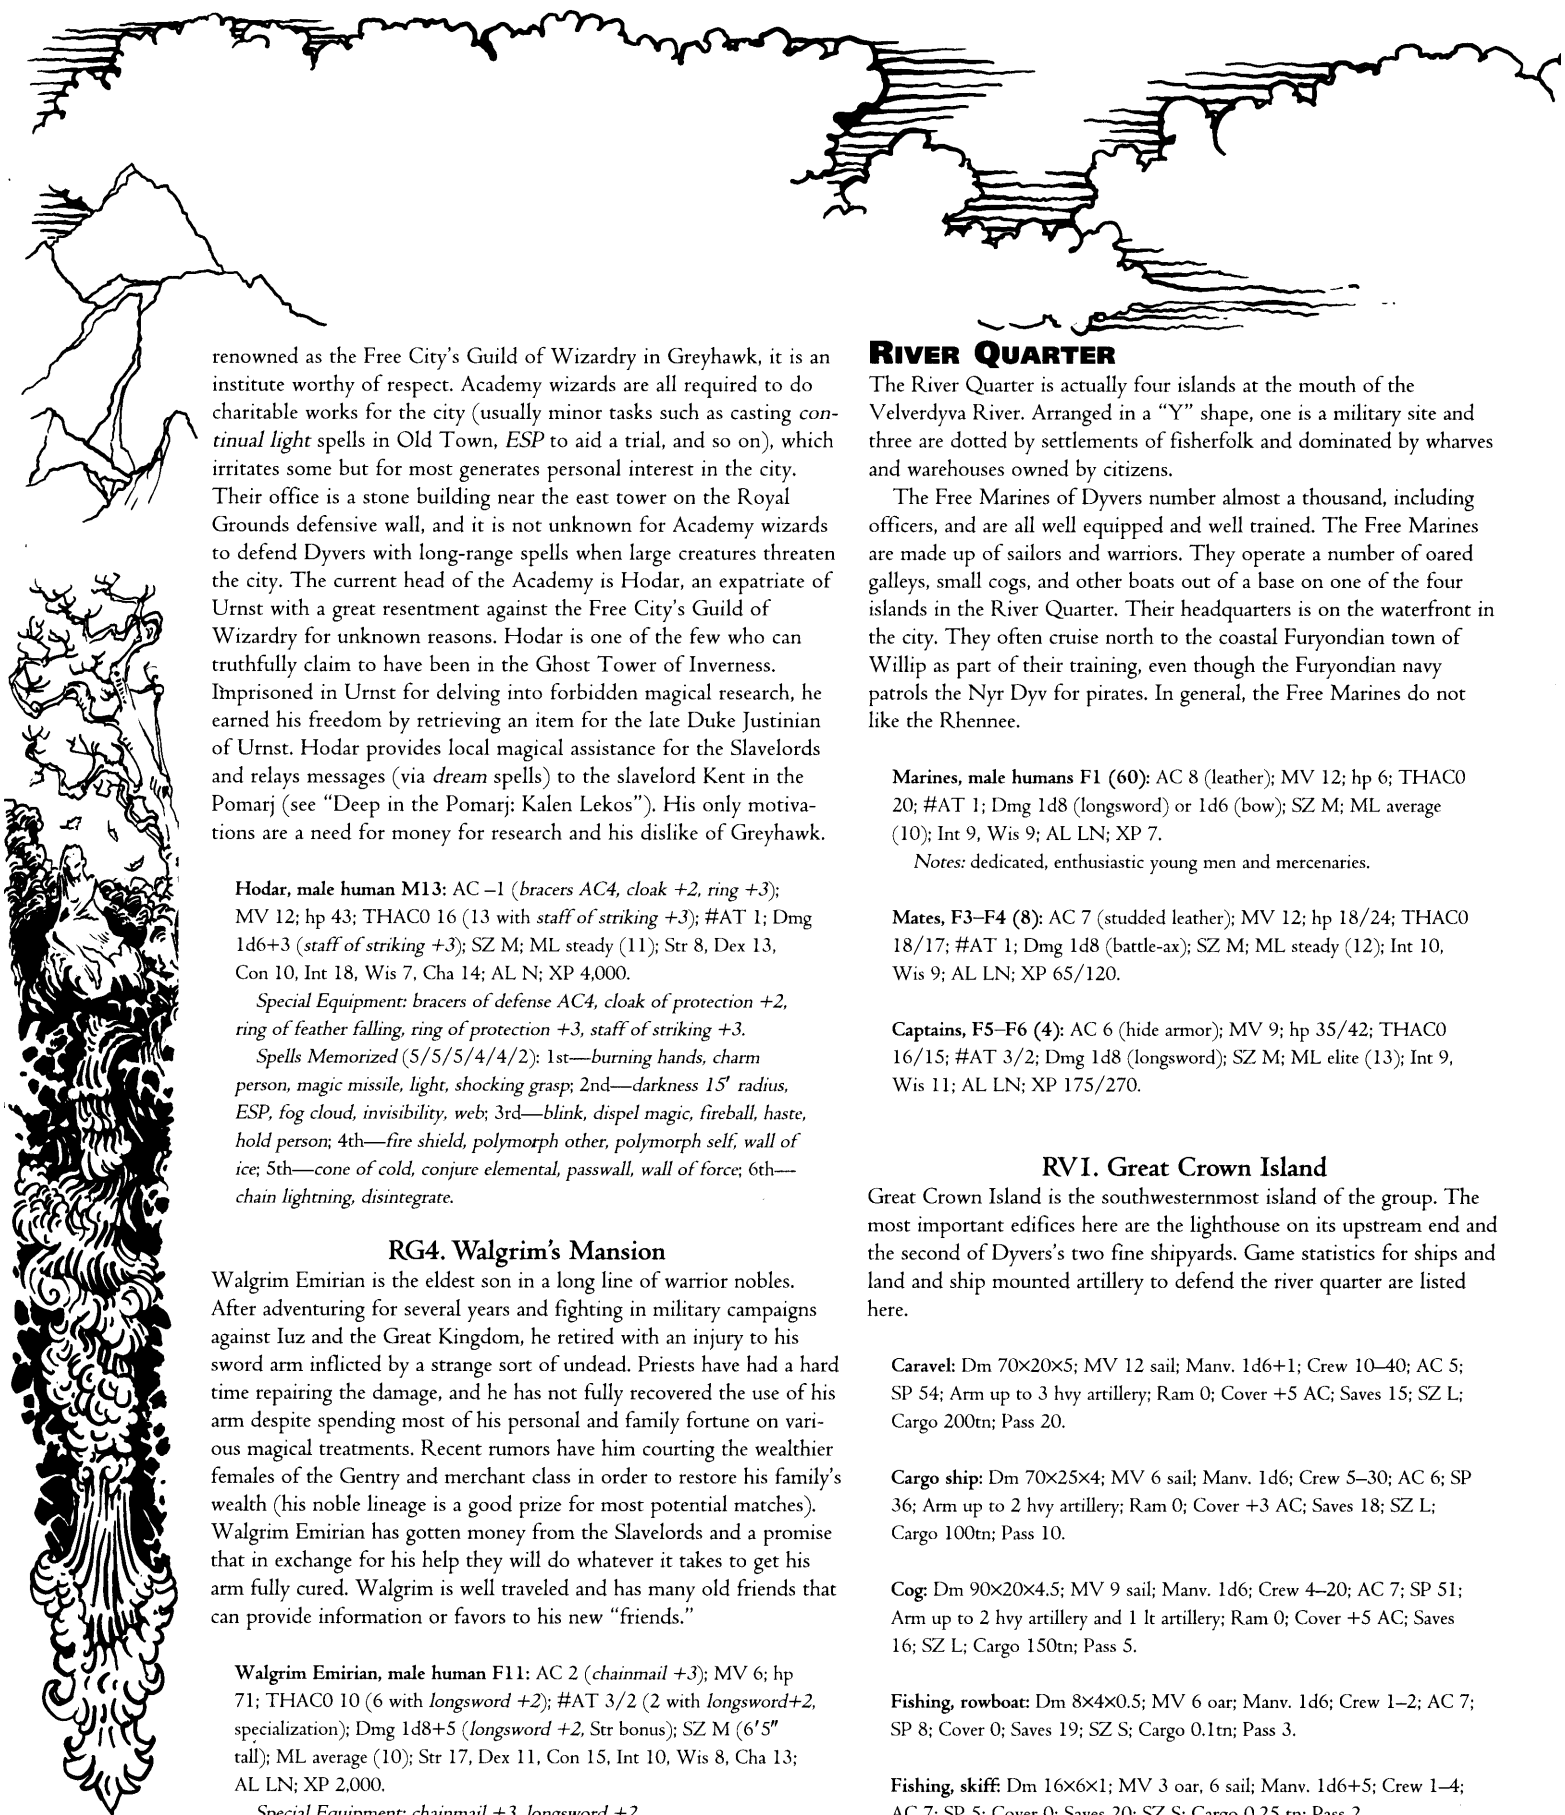 renowned as the Free City's Guild of Wizardry in Greyhawk, it is an
institute worthy of respect. Academy wizards are all required to do
charitable works for the city (usually minor tasks such as casting con-
tinual light spells in Old Town, ESP to aid a trial, and so on), which
irritates some but for most generates personal interest in the city.
Their office is a stone building near the east tower on the Royal
Grounds defensive wall, and it is not unknown for Academy wizards
to defend Dyvers with long-range spells when large creatures threaten
the city. The current head of the Academy is Hodar, an expatriate of
Urnst with a great resentment against the Free City's Guild of
Wizardry for unknown reasons. Hodar is one of the few who can
truthfully claim to have been in the Ghost Tower of Inverness.
Imprisoned in Urnst for delving into forbidden magical research, he
earned his freedom by retrieving an item for the late Duke Justinian
of Urnst. Hodar provides local magical assistance for the Slavelords
and relays messages (via dream spells) to the slavelord Kent in the
Pomarj (see "Deep in the Pomarj: Kalen Lekos"). His only motiva-
tions are a need for money for research and his dislike of Greyhawk.
Hodar, male human M13: AC –1 (bracers AC4, cloak +2, ring +3);
MV 12; hp 43; THAC0 16 (13 with staff of striking +3); #AT 1; Dmg
1d6+3 (staff of striking +3); SZ M; ML steady (11); Str 8, Dex 13,
Con 10, Int 18, Wis 7, Cha 14; AL N; XP 4,000.
Special Equipment: bracers of defense AC4, cloak of protection +2,
ring of feather falling, ring of protection +3, staff of striking +3.
Spells Memorized (5/5/5/4/4/2): 1st—burning hands, charm
person, magic missile, light, shocking grasp; 2nd—darkness 15' radius,
ESP, fog cloud, invisibility, web; 3rd—blink, dispel magic, fireball, haste,
hold person; 4th—fire shield, polymorph other, polymorph self, wall of
ice; 5th—cone of cold, conjure elemental, passwall, wall of force; 6th—
chain lightning, disintegrate.
RG4. Walgrim's Mansion
Walgrim Emirian is the eldest son in a long line of warrior nobles.
After adventuring for several years and fighting in military campaigns
against Iuz and the Great Kingdom, he retired with an injury to his
sword arm inflicted by a strange sort of undead. Priests have had a hard
time repairing the damage, and he has not fully recovered the use of his
arm despite spending most of his personal and family fortune on vari-
ous magical treatments. Recent rumors have him courting the wealthier
females of the Gentry and merchant class in order to restore his family's
wealth (his noble lineage is a good prize for most potential matches).
Walgrim Emirian has gotten money from the Slavelords and a promise
that in exchange for his help they will do whatever it takes to get his
arm fully cured. Walgrim is well traveled and has many old friends that
can provide information or favors to his new "friends."
Walgrim Emirian, male human F11: AC 2 (chainmail +3); MV 6; hp
71; THAC0 10 (6 with longsword +2); #AT 3/2 (2 with longsword+2,
specialization); Dmg 1d8+5 (longsword +2, Str bonus); SZ M (6'5"
tall); ML average (10); Str 17, Dex 11, Con 15, Int 10, Wis 8, Cha 13;
AL LN; XP 2,000.
Special Equipment: chainmail +3, longsword +2
RIVER QUARTER
The River Quarter is actually four islands at the mouth of the
Velverdyva River. Arranged in a "Y" shape, one is a military site and
three are dotted by settlements of fisherfolk and dominated by wharves
and warehouses owned by citizens.
The Free Marines of Dyvers number almost a thousand, including
officers, and are all well equipped and well trained. The Free Marines
are made up of sailors and warriors. They operate a number of oared
galleys, small cogs, and other boats out of a base on one of the four
islands in the River Quarter. Their headquarters is on the waterfront in
the city. They often cruise north to the coastal Furyondian town of
Willip as part of their training, even though the Furyondian navy
patrols the Nyr Dyv for pirates. In general, the Free Marines do not
like the Rhennee.
Marines, male humans F1 (60): AC 8 (leather); MV 12; hp 6; THAC0
20; #AT 1; Dmg 1d8 (longsword) or 1d6 (bow); SZ M; ML average
(10); Int 9, Wis 9; AL LN; XP 7.
Notes: dedicated, enthusiastic young men and mercenaries.
Mates, F3–F4 (8): AC 7 (studded leather); MV 12; hp 18/24; THAC0
18/17; #AT 1; Dmg 1d8 (battle-ax); SZ M; ML steady (12); Int 10,
Wis 9; AL LN; XP 65/120.
Captains, F5–F6 (4): AC 6 (hide armor); MV 9; hp 35/42; THAC0
16/15; #AT 3/2; Dmg 1d8 (longsword); SZ M; ML elite (13); Int 9,
Wis 11; AL LN; XP 175/270.
RV1. Great Crown Island
Great Crown Island is the southwesternmost island of the group. The
most important edifices here are the lighthouse on its upstream end and
the second of Dyvers's two fine shipyards. Game statistics for ships and
land and ship mounted artillery to defend the river quarter are listed
here.
Caravel: Dm 70×20×5; MV 12 sail; Manv. 1d6+1; Crew 10–40; AC 5;
SP 54; Arm up to 3 hvy artillery; Ram 0; Cover +5 AC; Saves 15; SZ L;
Cargo 200tn; Pass 20.
Cargo ship: Dm 70×25×4; MV 6 sail; Manv. 1d6; Crew 5–30; AC 6; SP
36; Arm up to 2 hvy artillery; Ram 0; Cover +3 AC; Saves 18; SZ L;
Cargo 100tn; Pass 10.
Cog: Dm 90×20×4.5; MV 9 sail; Manv. 1d6; Crew 4–20; AC 7; SP 51;
Arm up to 2 hvy artillery and 1 lt artillery; Ram 0; Cover +5 AC; Saves
16; SZ L; Cargo 150tn; Pass 5.
Fishing, rowboat: Dm 8×4×0.5; MV 6 oar; Manv. 1d6; Crew 1–2; AC 7;
SP 8; Cover 0; Saves 19; SZ S; Cargo 0.1tn; Pass 3.
Fishing, skiff: Dm 16×6×1; MV 3 oar, 6 sail; Manv. 1d6+5; Crew 1–4;
AC 7; SP 5; Cover 0; Saves 20; SZ S; Cargo 0.25 tn; Pass 2